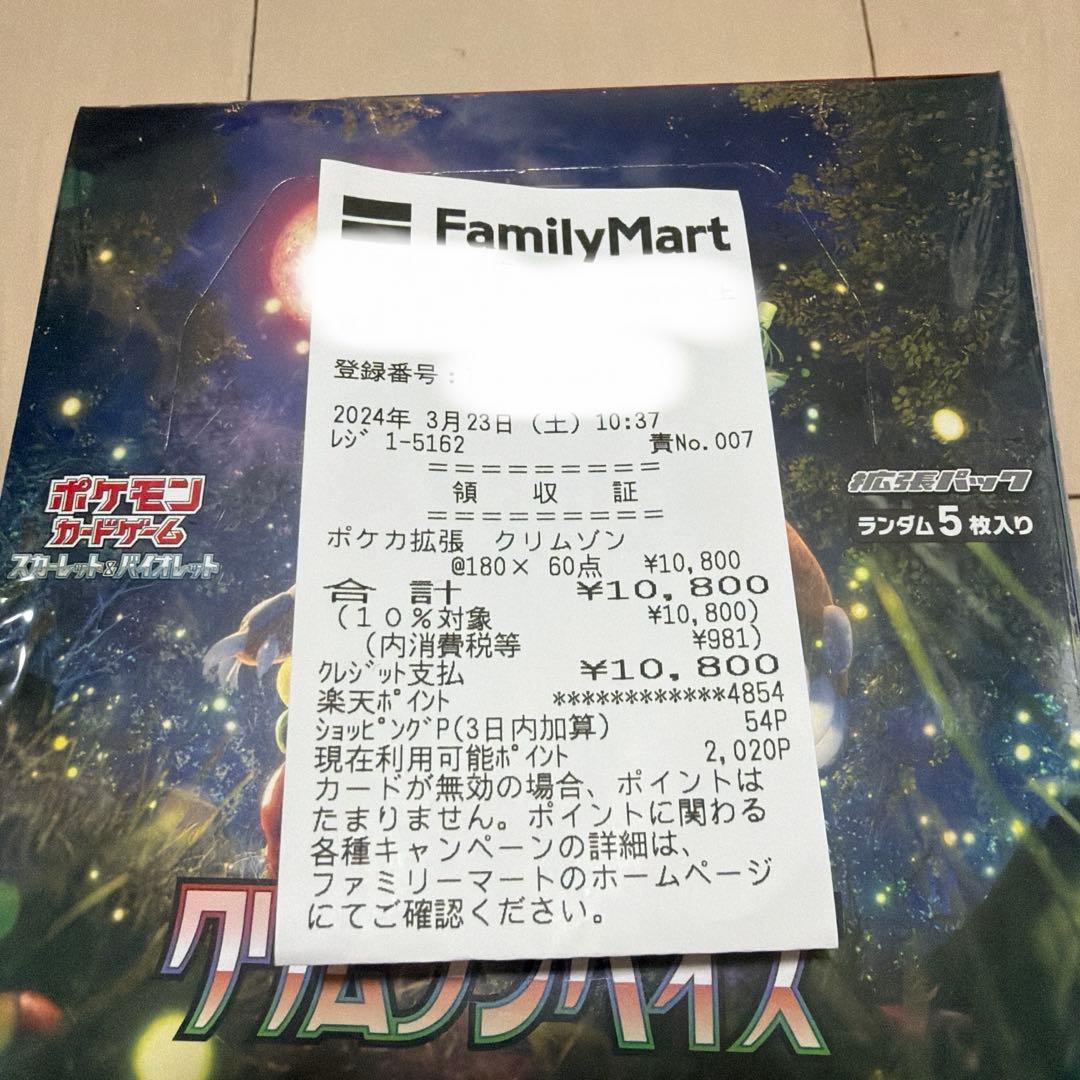 FamilyMart
上
登録番号:
2024年 3月23日(土) 10:37
レジ 1-5162 責No.007
=========
領 収 証
=========
ポケカ拡張 クリムゾン
@180× 60点 ¥10,800
合 計 ¥10,800
(10%対象 ¥10,800)
(内消費税等 ¥981)
クレジット支払 ¥10,800
楽天ポイント ************4854
ショッピングP(3日内加算) 54P
現在利用可能ポイント 2,020P
カードが無効の場合、ポイントは
たまりません。ポイントに関わる
各種キャンペーンの詳細は、
ファミリーマートのホームページ
にてご確認ください。
ポケモン
カードゲーム
スカーレット&バイオレット
拡張パック
ランダム5枚入り
クリムゾンヘイズ